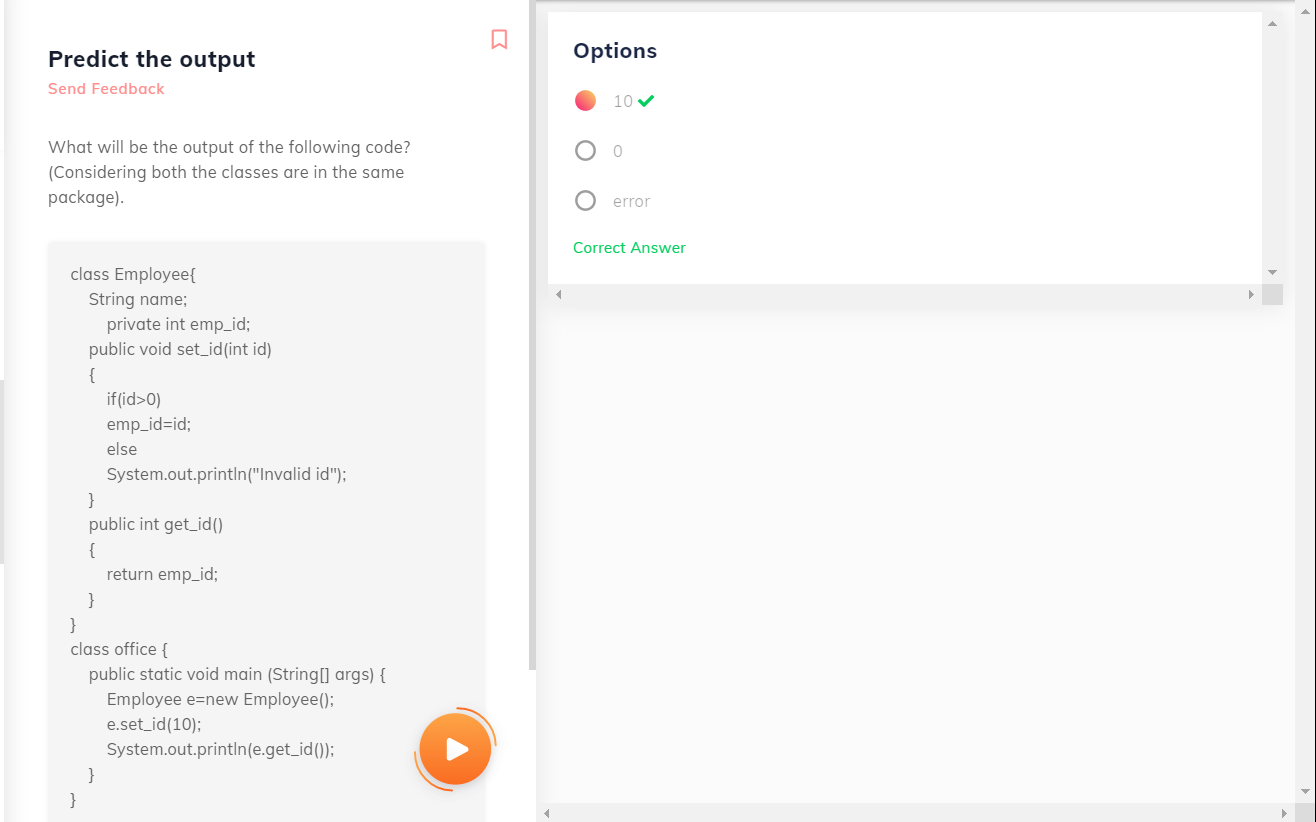 Predict the output
Send Feedback
What will be the output of the following code?
(Considering both the classes are in the same
package).
class Employee{
String name;
private int emp_id;
public void set_id(int id)
{
if(id>0)
emp_id=id;
else
System.out.println("Invalid id");
}
public int get_id()
{
return emp_id;
}
}
class office {
public static void main (String[] args) {
Employee e=new Employee();
e.set_id(10);
System.out.println(e.get_id());
}
}
Options
10
0
error
Correct Answer